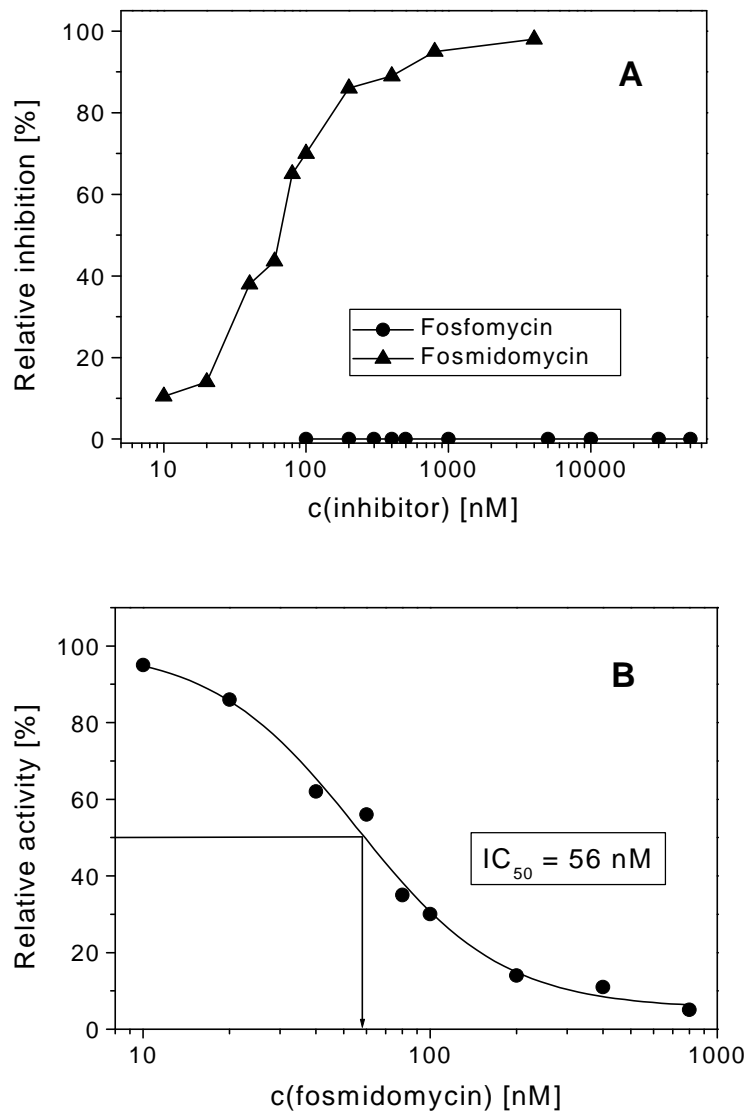 100
80
60
40
20
0
Relative inhibition [%]
A
Fosfomycin
Fosmidomycin
10
100
1000
10000
c(inhibitor) [nM]
100
80
60
40
20
0
Relative activity [%]
B
IC50 = 56 nM
10
100
1000
c(fosmidomycin) [nM]